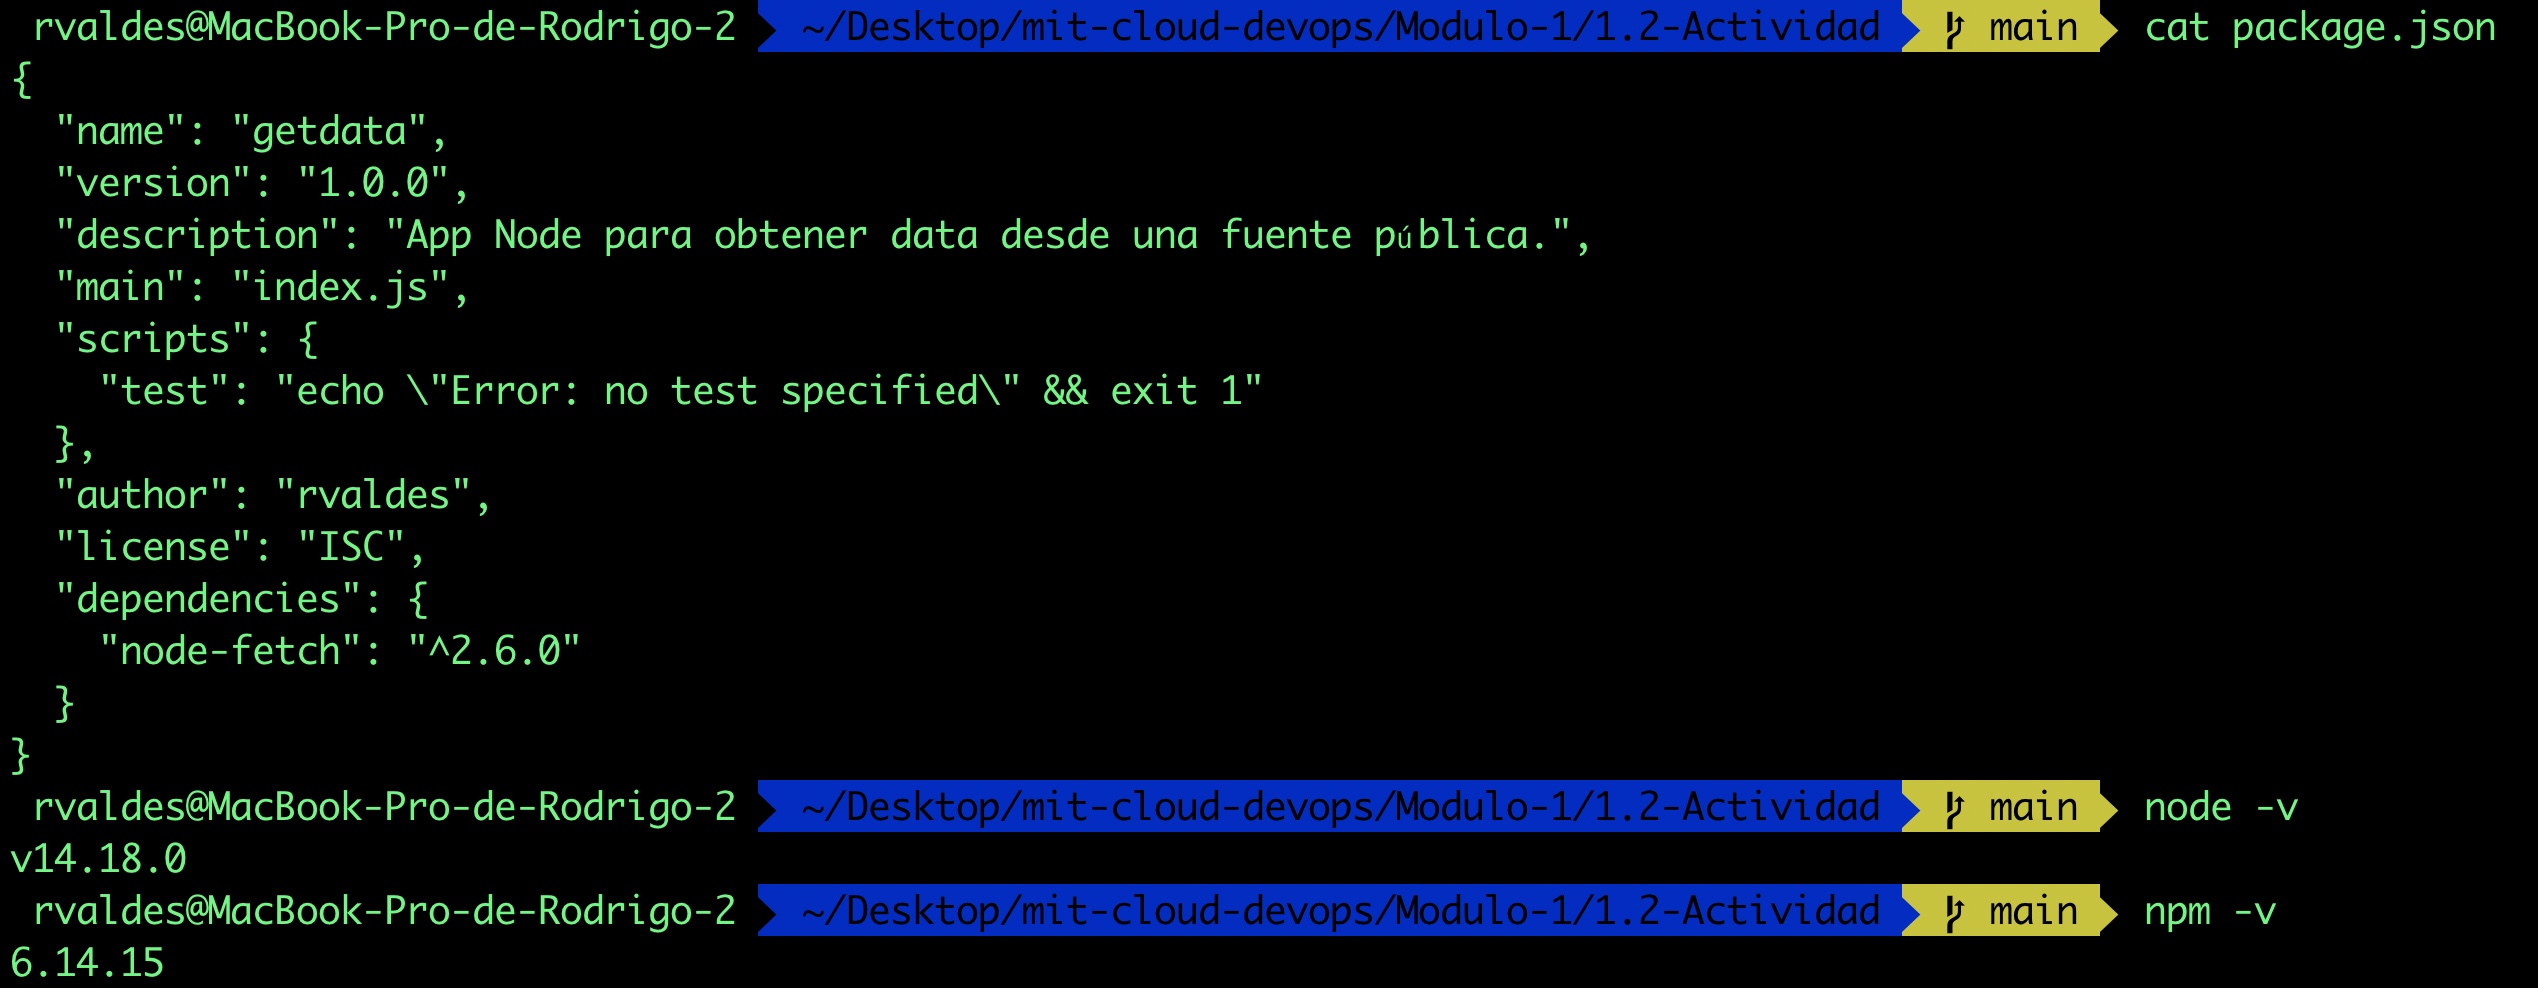 rvaldes@MacBook-Pro-de-Rodrigo-2 ~/Desktop/mit-cloud-devops/Modulo-1/1.2-Actividad main cat package.json
{
  "name": "getdata",
  "version": "1.0.0",
  "description": "App Node para obtener data desde una fuente pública.",
  "main": "index.js",
  "scripts": {
    "test": "echo \"Error: no test specified\" && exit 1"
  },
  "author": "rvaldes",
  "license": "ISC",
  "dependencies": {
    "node-fetch": "^2.6.0"
  }
}
rvaldes@MacBook-Pro-de-Rodrigo-2 ~/Desktop/mit-cloud-devops/Modulo-1/1.2-Actividad main node -v
v14.18.0
rvaldes@MacBook-Pro-de-Rodrigo-2 ~/Desktop/mit-cloud-devops/Modulo-1/1.2-Actividad main npm -v
6.14.15